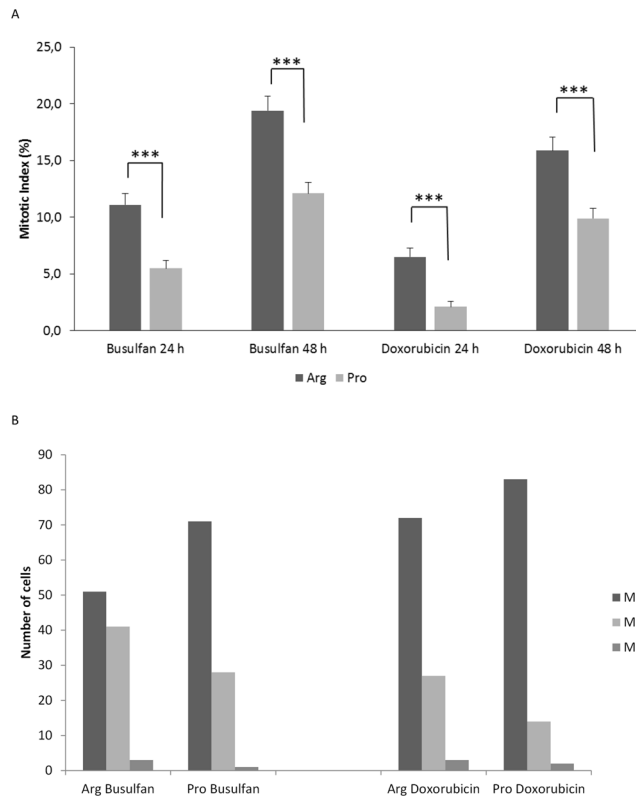 A
Mitotic Index (%)
25,0
20,0
15,0
10,0
5,0
0,0
***
***
***
***
Busulfan 24 h Busulfan 48 h Doxorubicin 24 h Doxorubicin 48 h
Arg Pro
B
Number of cells
90
80
70
60
50
40
30
20
10
0
M
M
M
Arg Busulfan Pro Busulfan Arg Doxorubicin Pro Doxorubicin